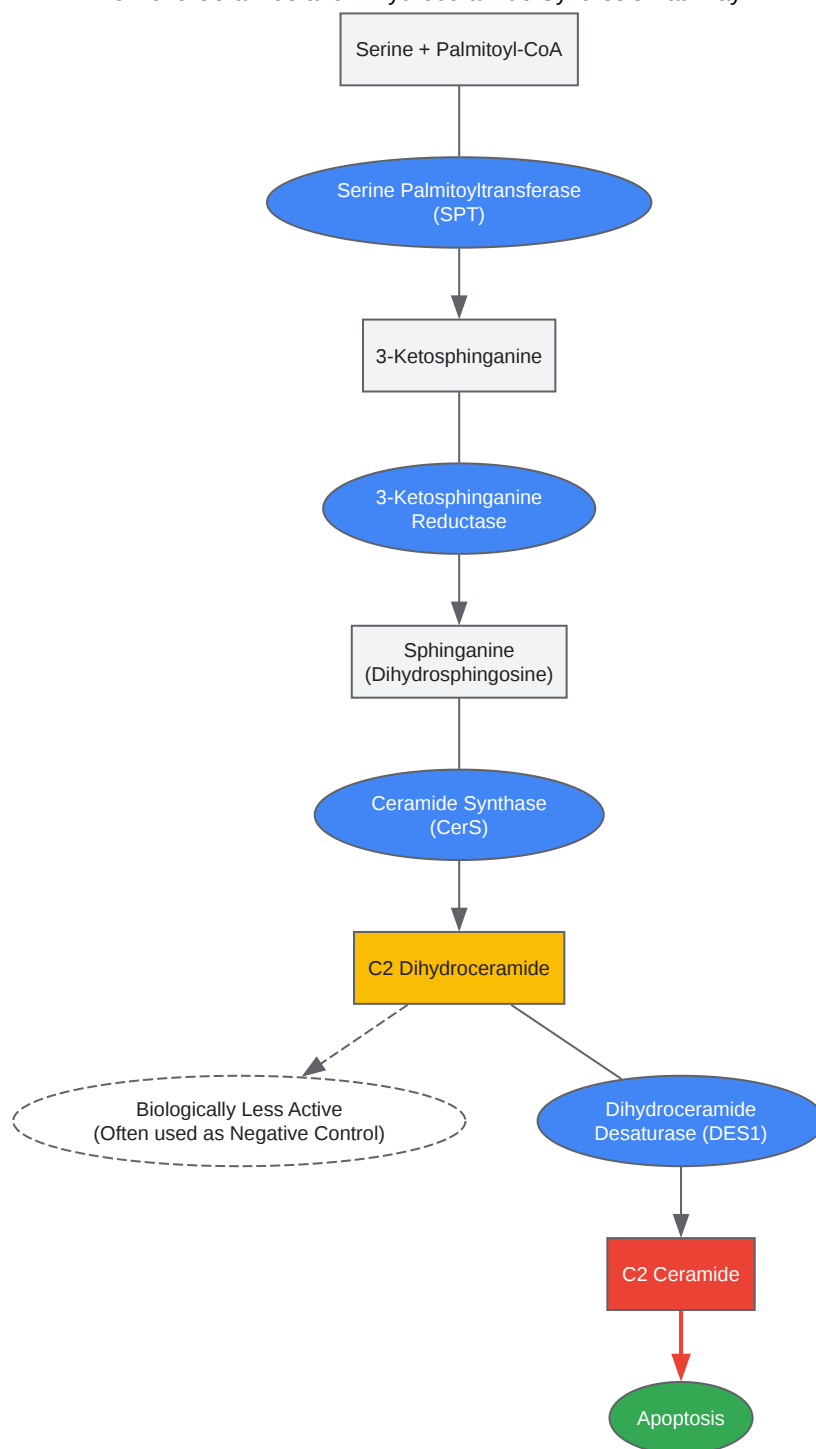 Serine + Palmitoyl-CoA
Serine Palmitoyltransferase
(SPT)
3-Ketosphinganine
3-Ketosphinganine
Reductase
Sphinganine
(Dihydrosphingosine)
Ceramide Synthase
(CerS)
C2 Dihydroceramide
Biologically Less Active
(Often used as Negative Control)
Dihydroceramide
Desaturase (DES1)
C2 Ceramide
Apoptosis